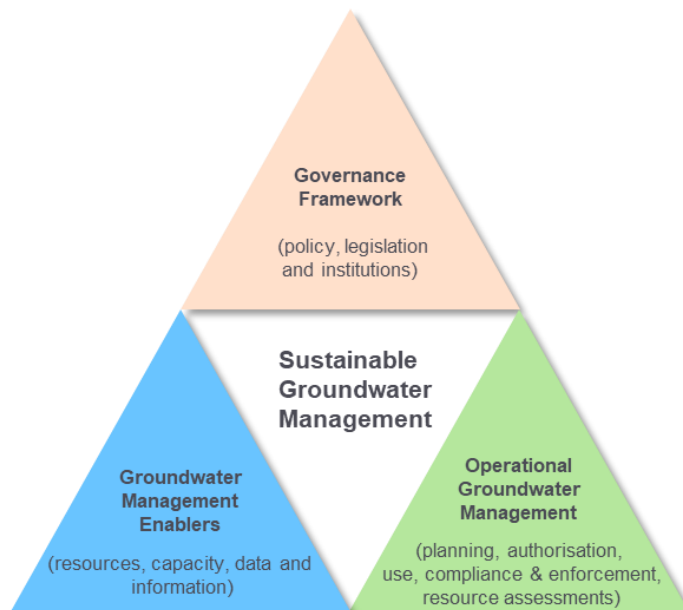 Governance
Framework
(policy, legislation
and institutions)
Sustainable
Groundwater
Management
Groundwater
Management
Enablers
(resources, capacity, data and
information)
Operational
Groundwater
Management
(planning, authorisation,
use, compliance & enforcement,
resource assessments)